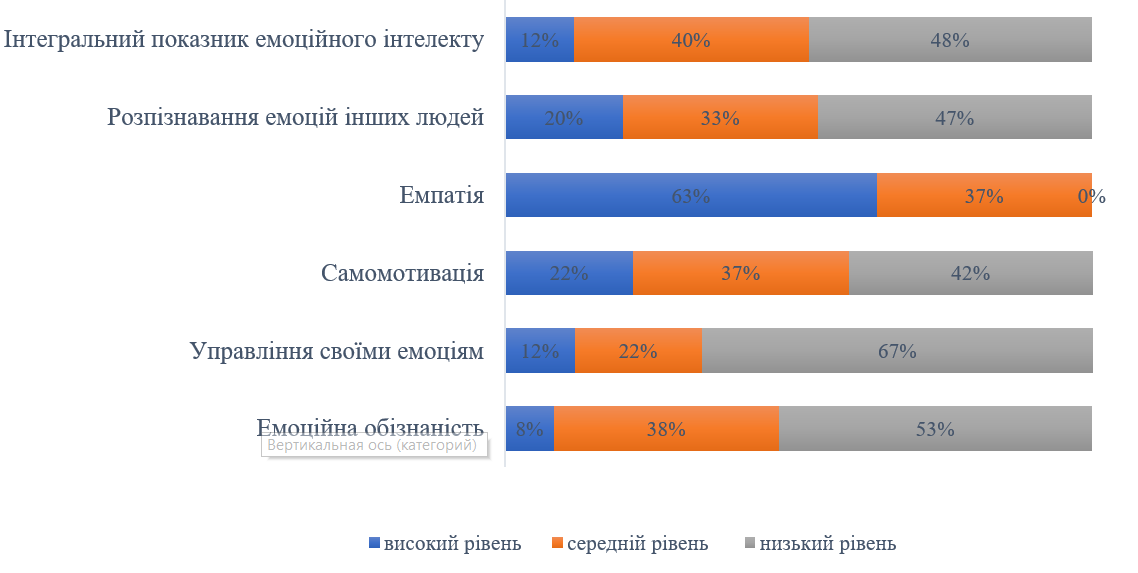 Інтегральний показник емоційного інтелекту 12% 40% 48%
Розпізнавання емоцій інших людей 20% 33% 47%
Емпатія 63% 37% 0%
Самомотивація 22% 37% 42%
Управління своїми емоціям 12% 22% 67%
Емоційна обізнаність 8% 38% 53%
Вертикальная ось (категорий)
високий рівень середній рівень низький рівень